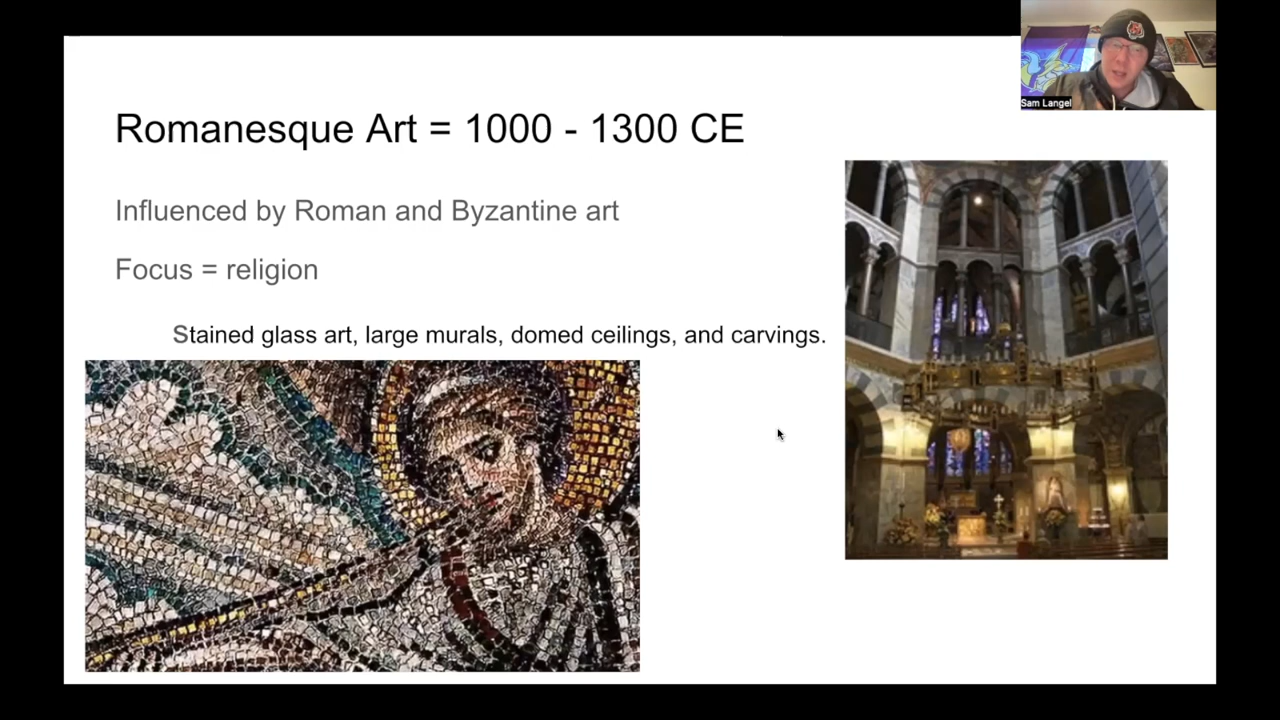 Sam Langel
Romanesque Art = 1000 - 1300 CE
Influenced by Roman and Byzantine art
Focus = religion
Stained glass art, large murals, domed ceilings, and carvings.